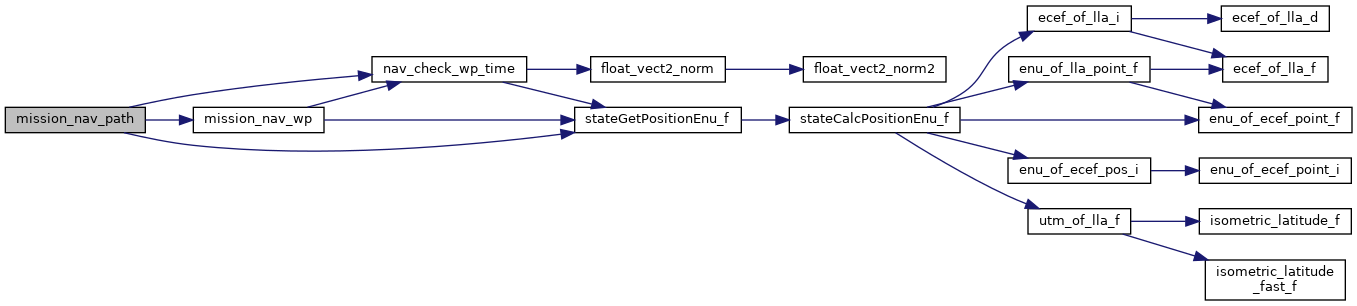 mission_nav_path
mission_nav_wp
nav_check_wp_time
float_vect2_norm
float_vect2_norm2
stateGetPositionEnu_f
stateCalcPositionEnu_f
ecef_of_lla_i
ecef_of_lla_d
enu_of_lla_point_f
ecef_of_lla_f
enu_of_ecef_point_f
enu_of_ecef_pos_i
enu_of_ecef_point_i
utm_of_lla_f
isometric_latitude_f
isometric_latitude
_fast_f